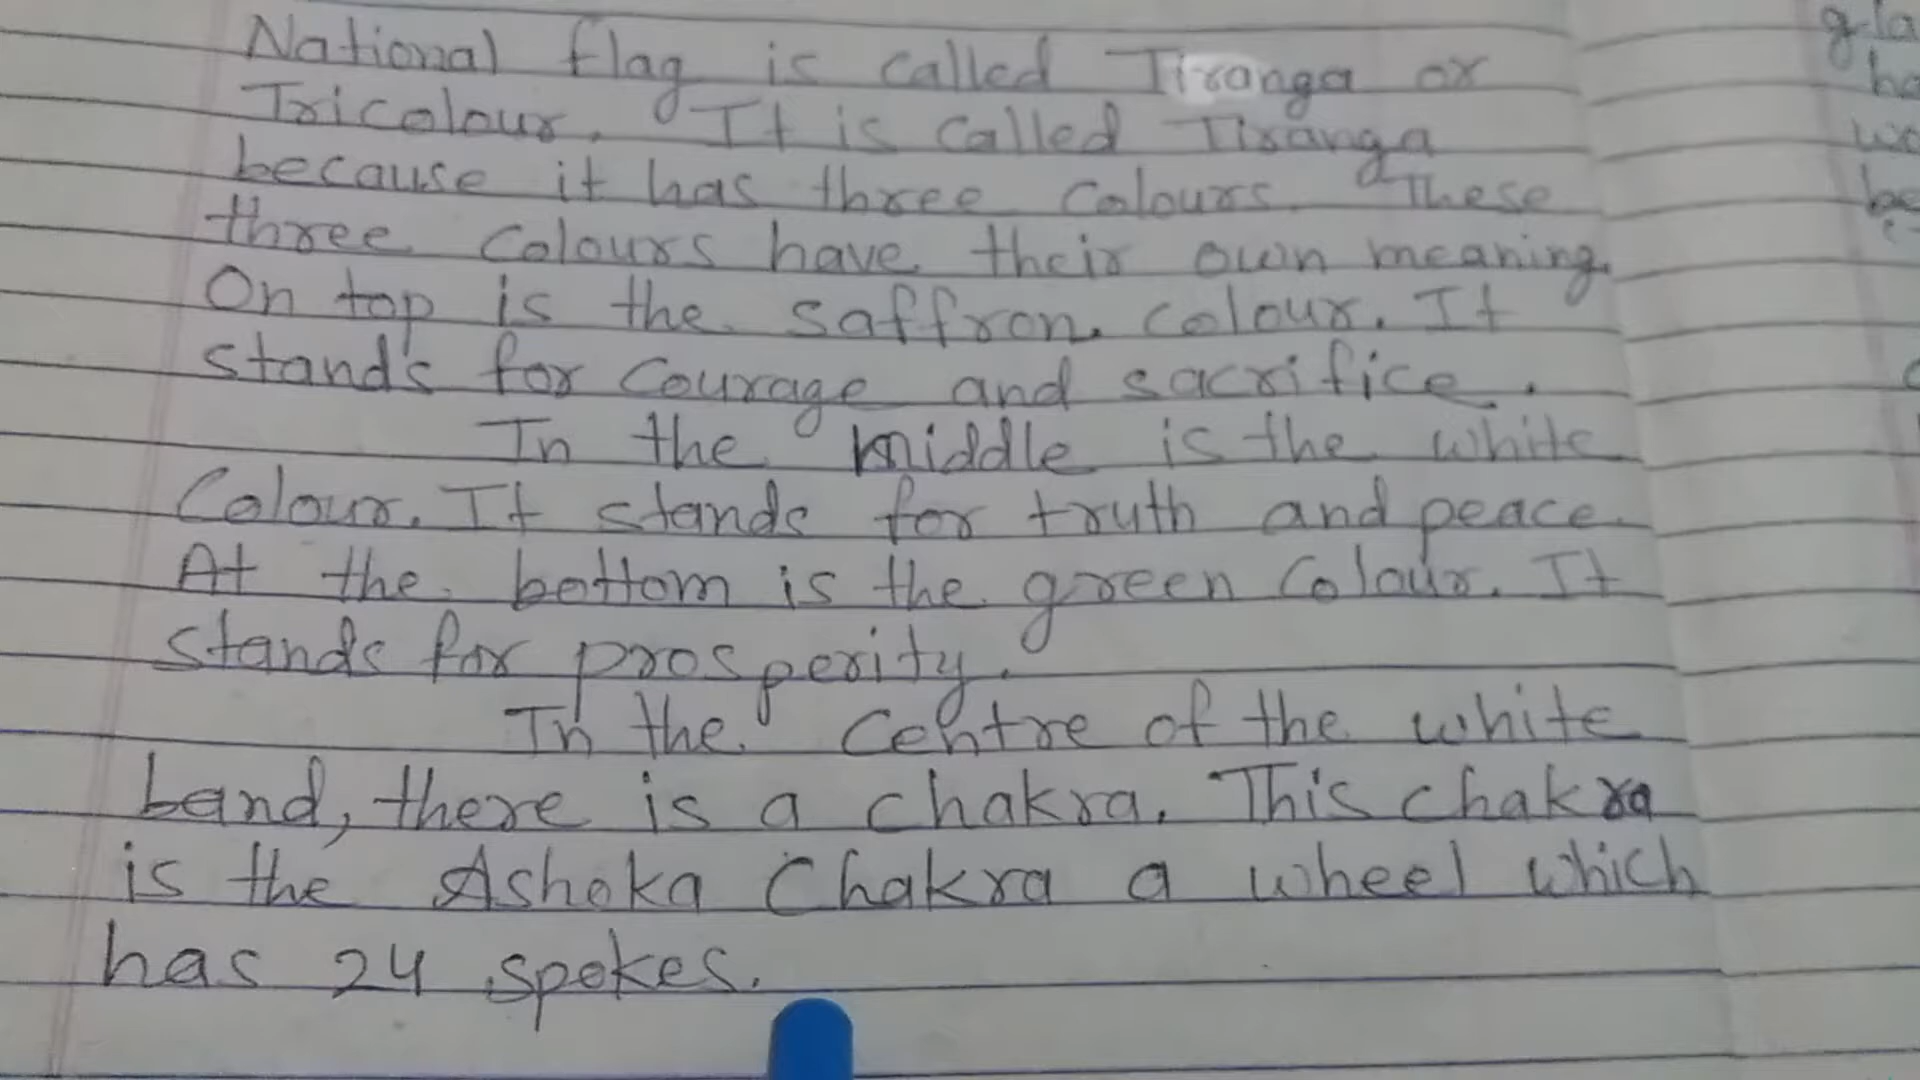 National flag is called Tiranga or
Tricolour. It is called Tiranga
because it has three colours. These
three colours have their own meaning.
On top is the saffron colour. It
stands for courage and sacrifice.
In the middle is the white
Colour. It stands for truth and peace.
At the bottom is the green colour. It
stands for prosperity.
In the centre of the white
band, there is a chakra. This chakra
is the Ashoka Chakra a wheel which
has 24 spokes.